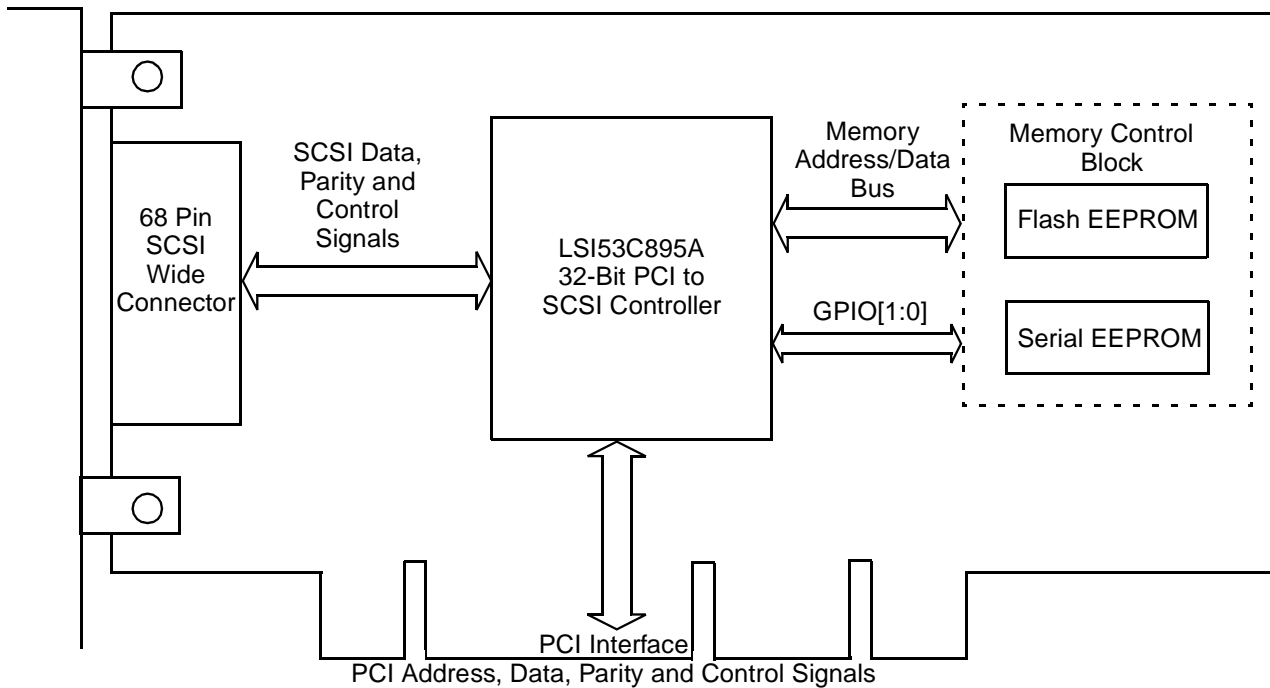 68 Pin
SCSI
Wide
Connector
SCSI Data,
Parity and
Control
Signals
LSI53C895A
32-Bit PCI to
SCSI Controller
Memory
Address/Data
Bus
GPIO[1:0]
Memory Control
Block
Flash EEPROM
Serial EEPROM
PCI Interface
PCI Address, Data, Parity and Control Signals